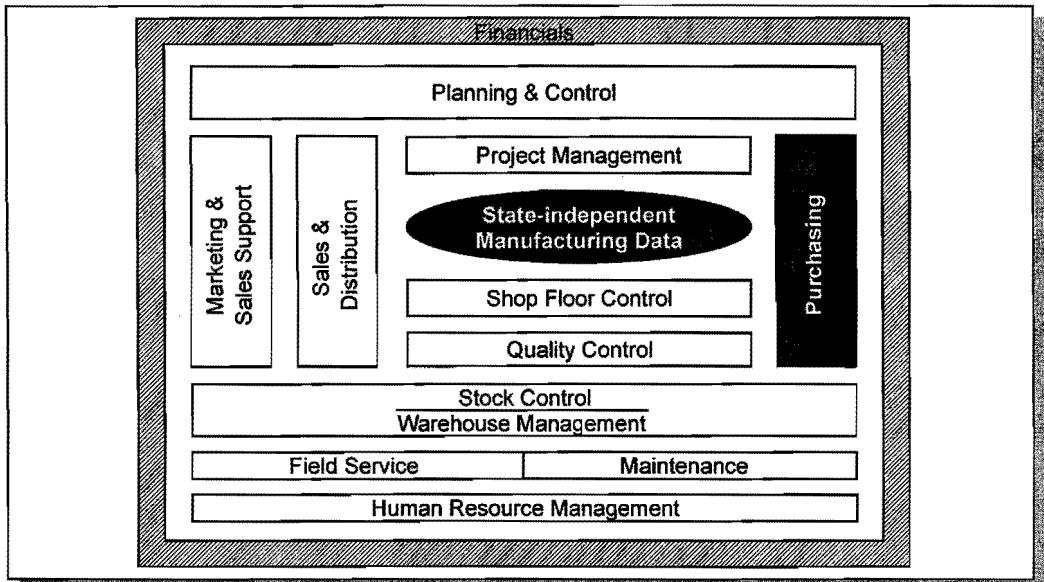 Financials
Planning & Control
Marketing &
Sales Support
Sales &
Distribution
Project Management
State-independent
Manufacturing Data
Shop Floor Control
Quality Control
Purchasing
Stock Control
Warehouse Management
Field Service
Maintenance
Human Resource Management